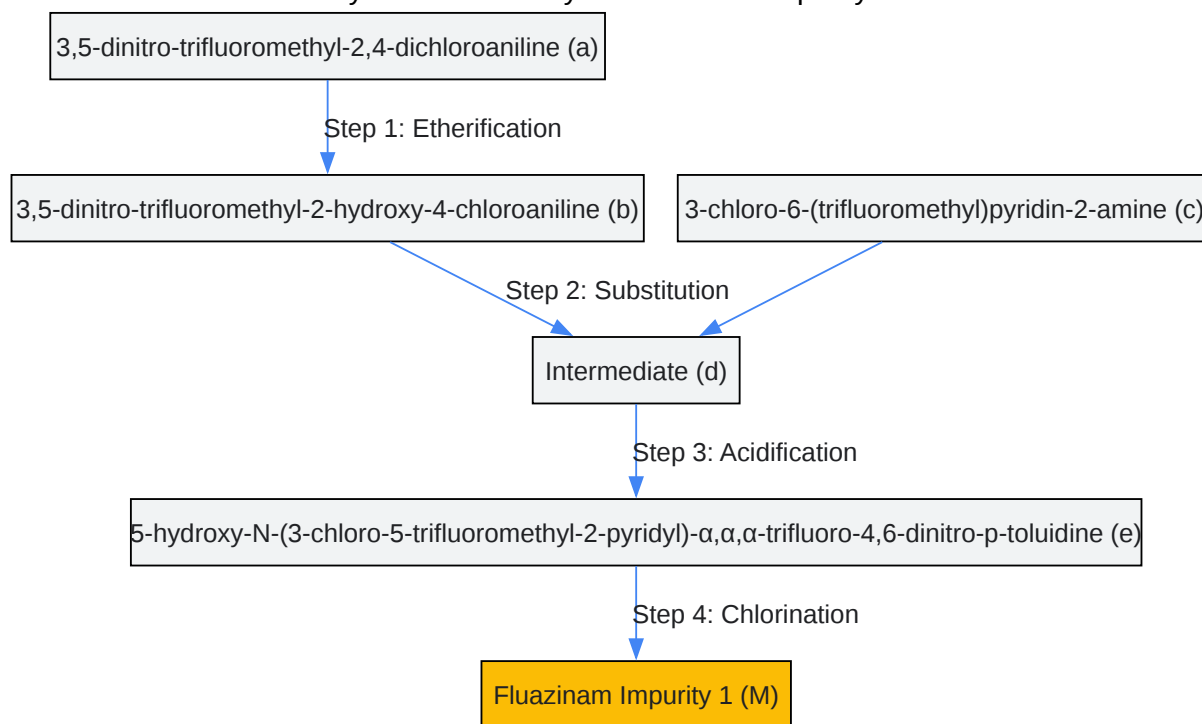 3,5-dinitro-trifluoromethyl-2,4-dichloroaniline (a)
Step 1: Etherification
3,5-dinitro-trifluoromethyl-2-hydroxy-4-chloroaniline (b)
3-chloro-6-(trifluoromethyl)pyridin-2-amine (c)
Step 2: Substitution
Intermediate (d)
Step 3: Acidification
5-hydroxy-N-(3-chloro-5-trifluoromethyl-2-pyridyl)-α,α,α-trifluoro-4,6-dinitro-p-toluidine (e)
Step 4: Chlorination
Fluazinam Impurity 1 (M)